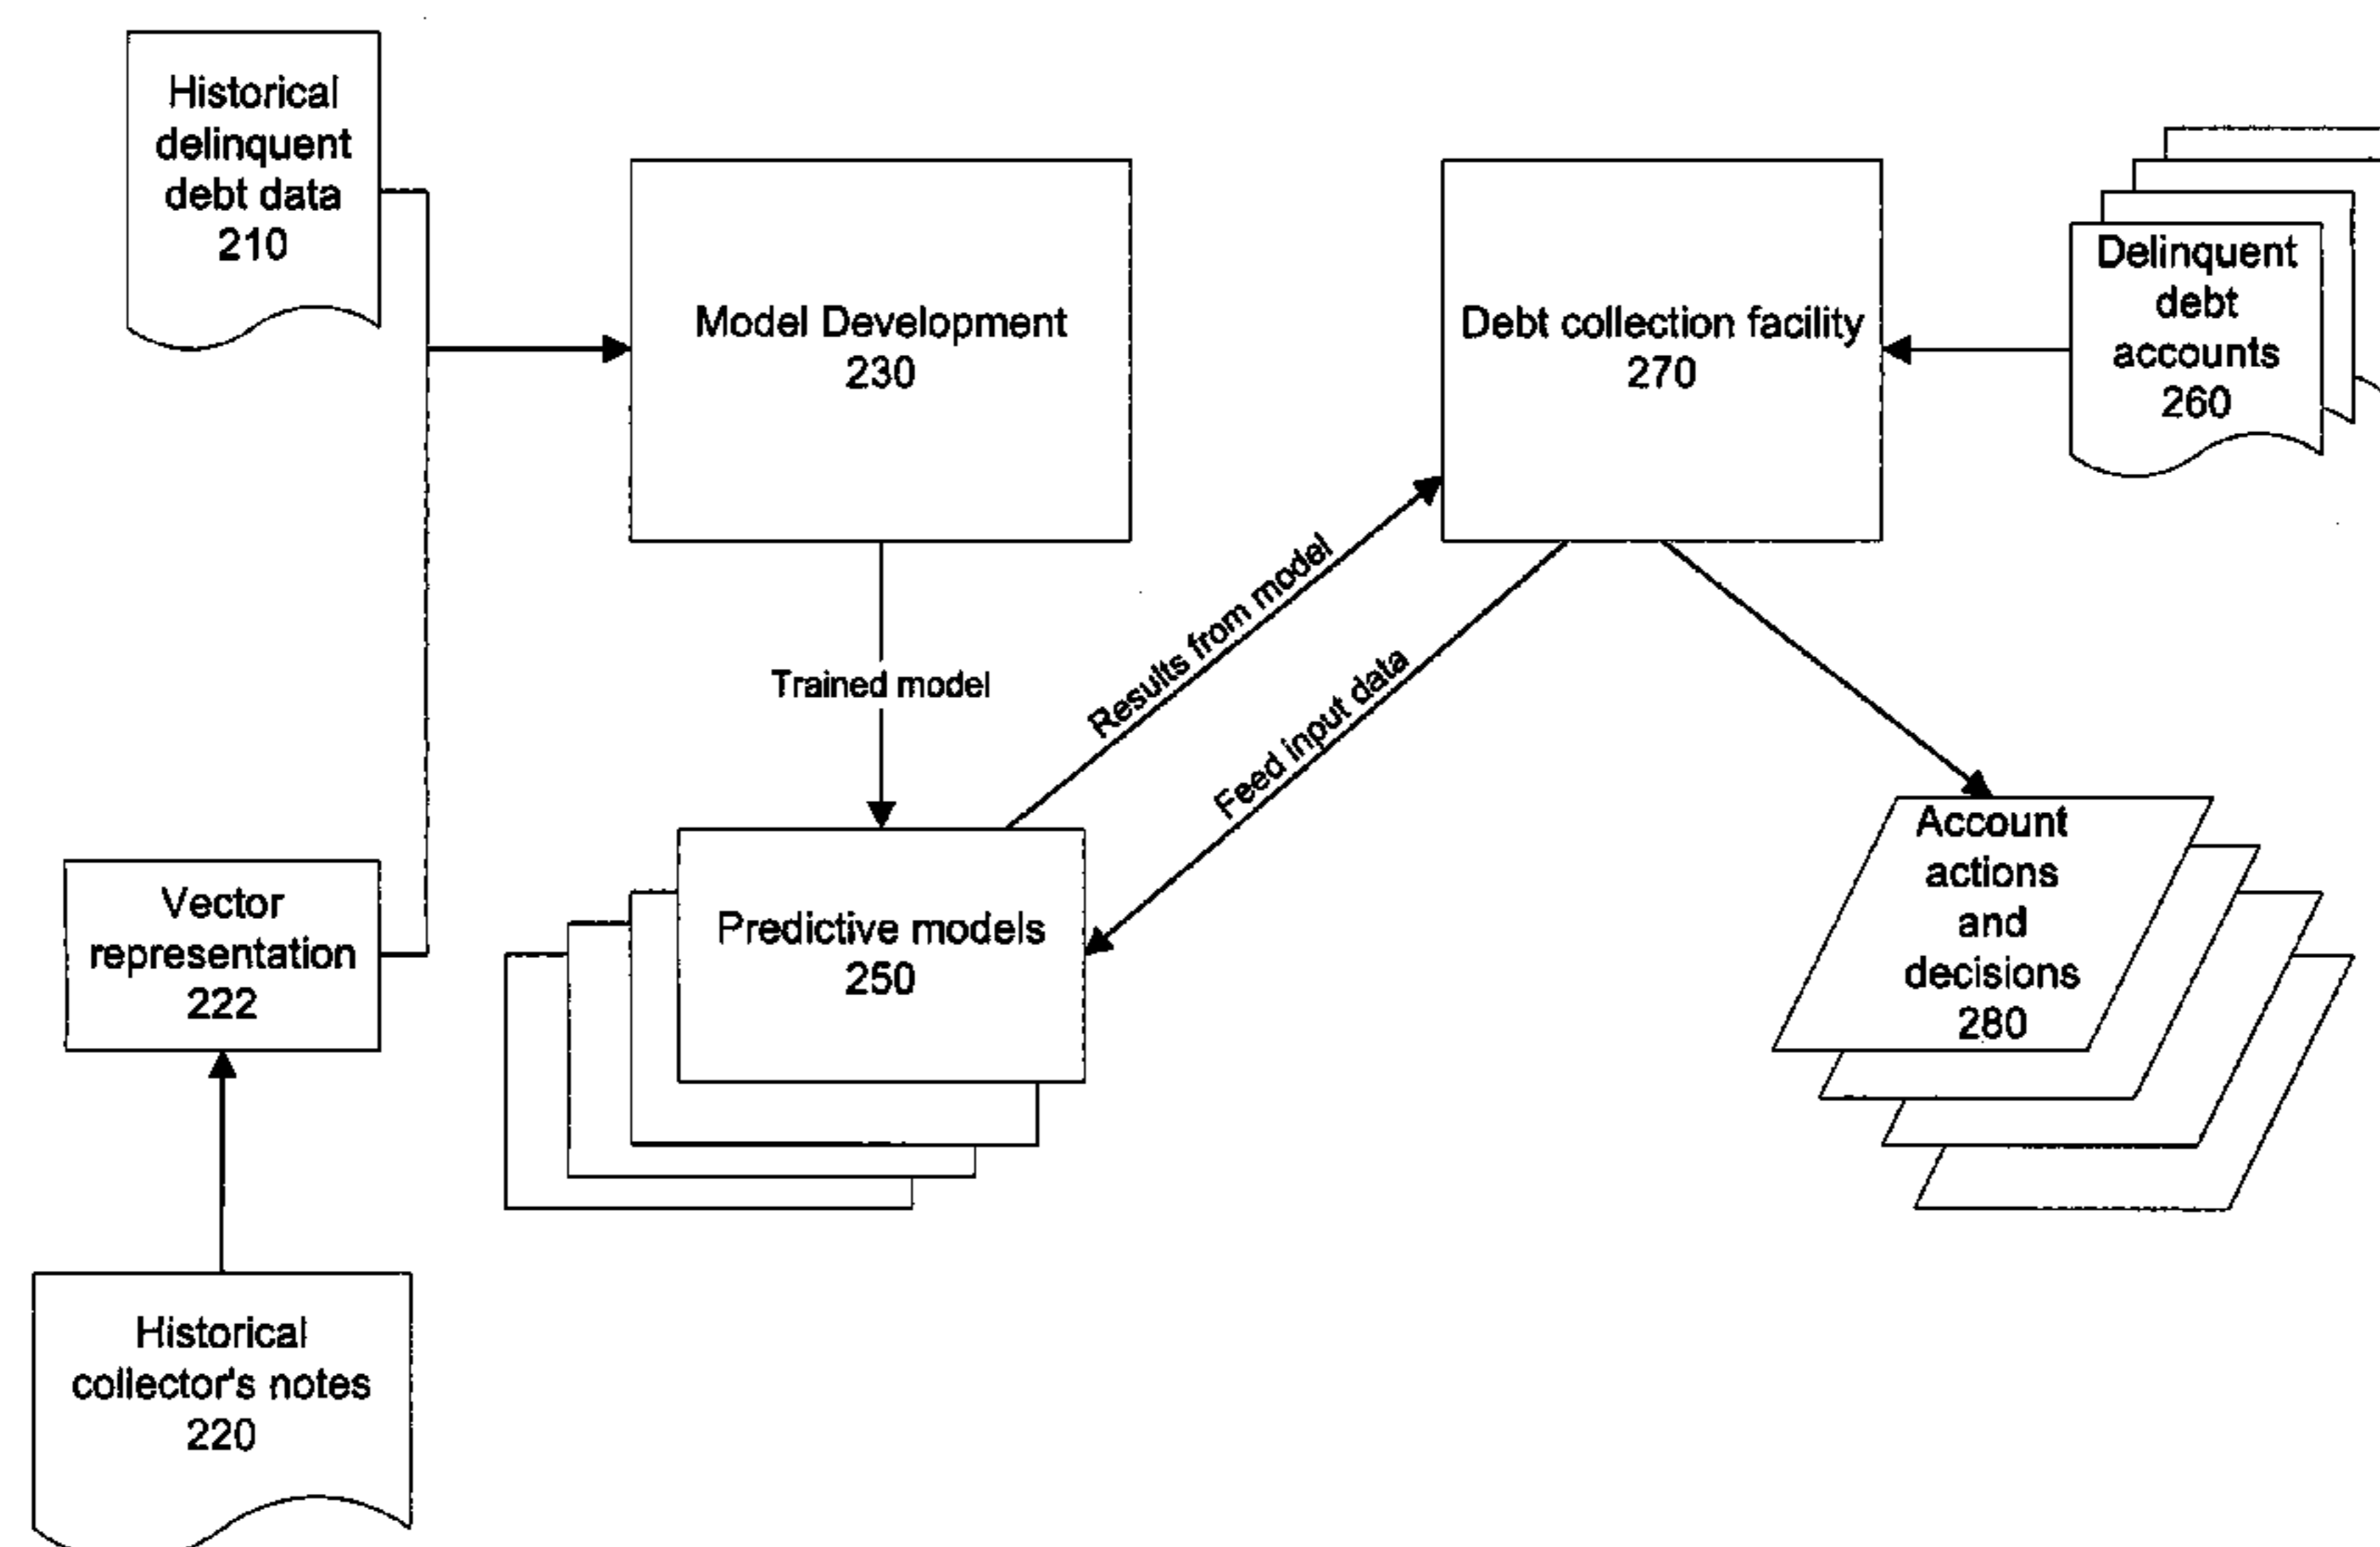 Historical
delinquent
debt data
210
Model Development
230
Debt collection facility
270
Delinquent
debt
accounts
260
Trained model
Results from model
Feed input data
Vector
representation
222
Predictive models
250
Account
actions
and
decisions
280
Historical
collector's notes
220